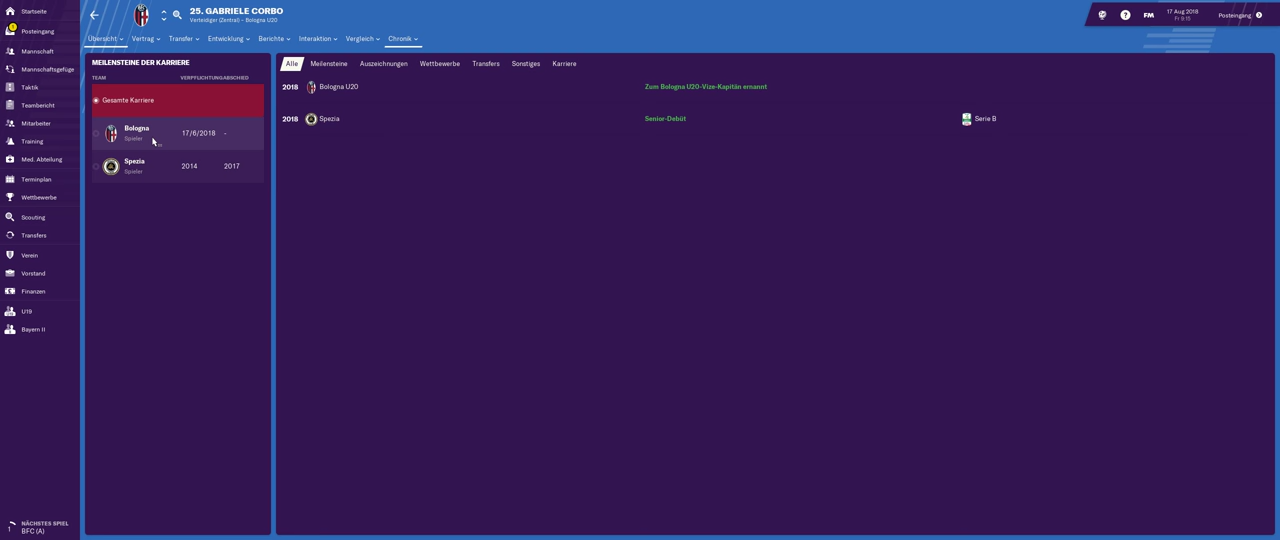 Startseite
Posteingang
Mannschaft
Mannschaftsgefüge
Taktik
Teambericht
Mitarbeiter
Training
Med. Abteilung
Terminplan
Wettbewerbe
Scouting
Transfers
Verein
Vorstand
Finanzen
U19
Bayern II
1 NÄCHSTES SPIEL
BFC (A)
25. GABRIELE CORBO
Verteidiger (Zentral) - Bologna U20
17 Aug 2018
Fr 9:15
Posteingang
FM
Übersicht Vertrag Transfer Entwicklung Berichte Interaktion Vergleich Chronik
MEILENSTEINE DER KARRIERE
TEAM VERPFLICHTUNGABSCHIED
Gesamte Karriere
Bologna
Spieler
17/6/2018 -
Spezia
Spieler
2014 2017
Alle Meilensteine Auszeichnungen Wettbewerbe Transfers Sonstiges Karriere
2018 Bologna U20 Zum Bologna U20-Vize-Kapitän ernannt
2018 Spezia Senior-Debüt Serie B